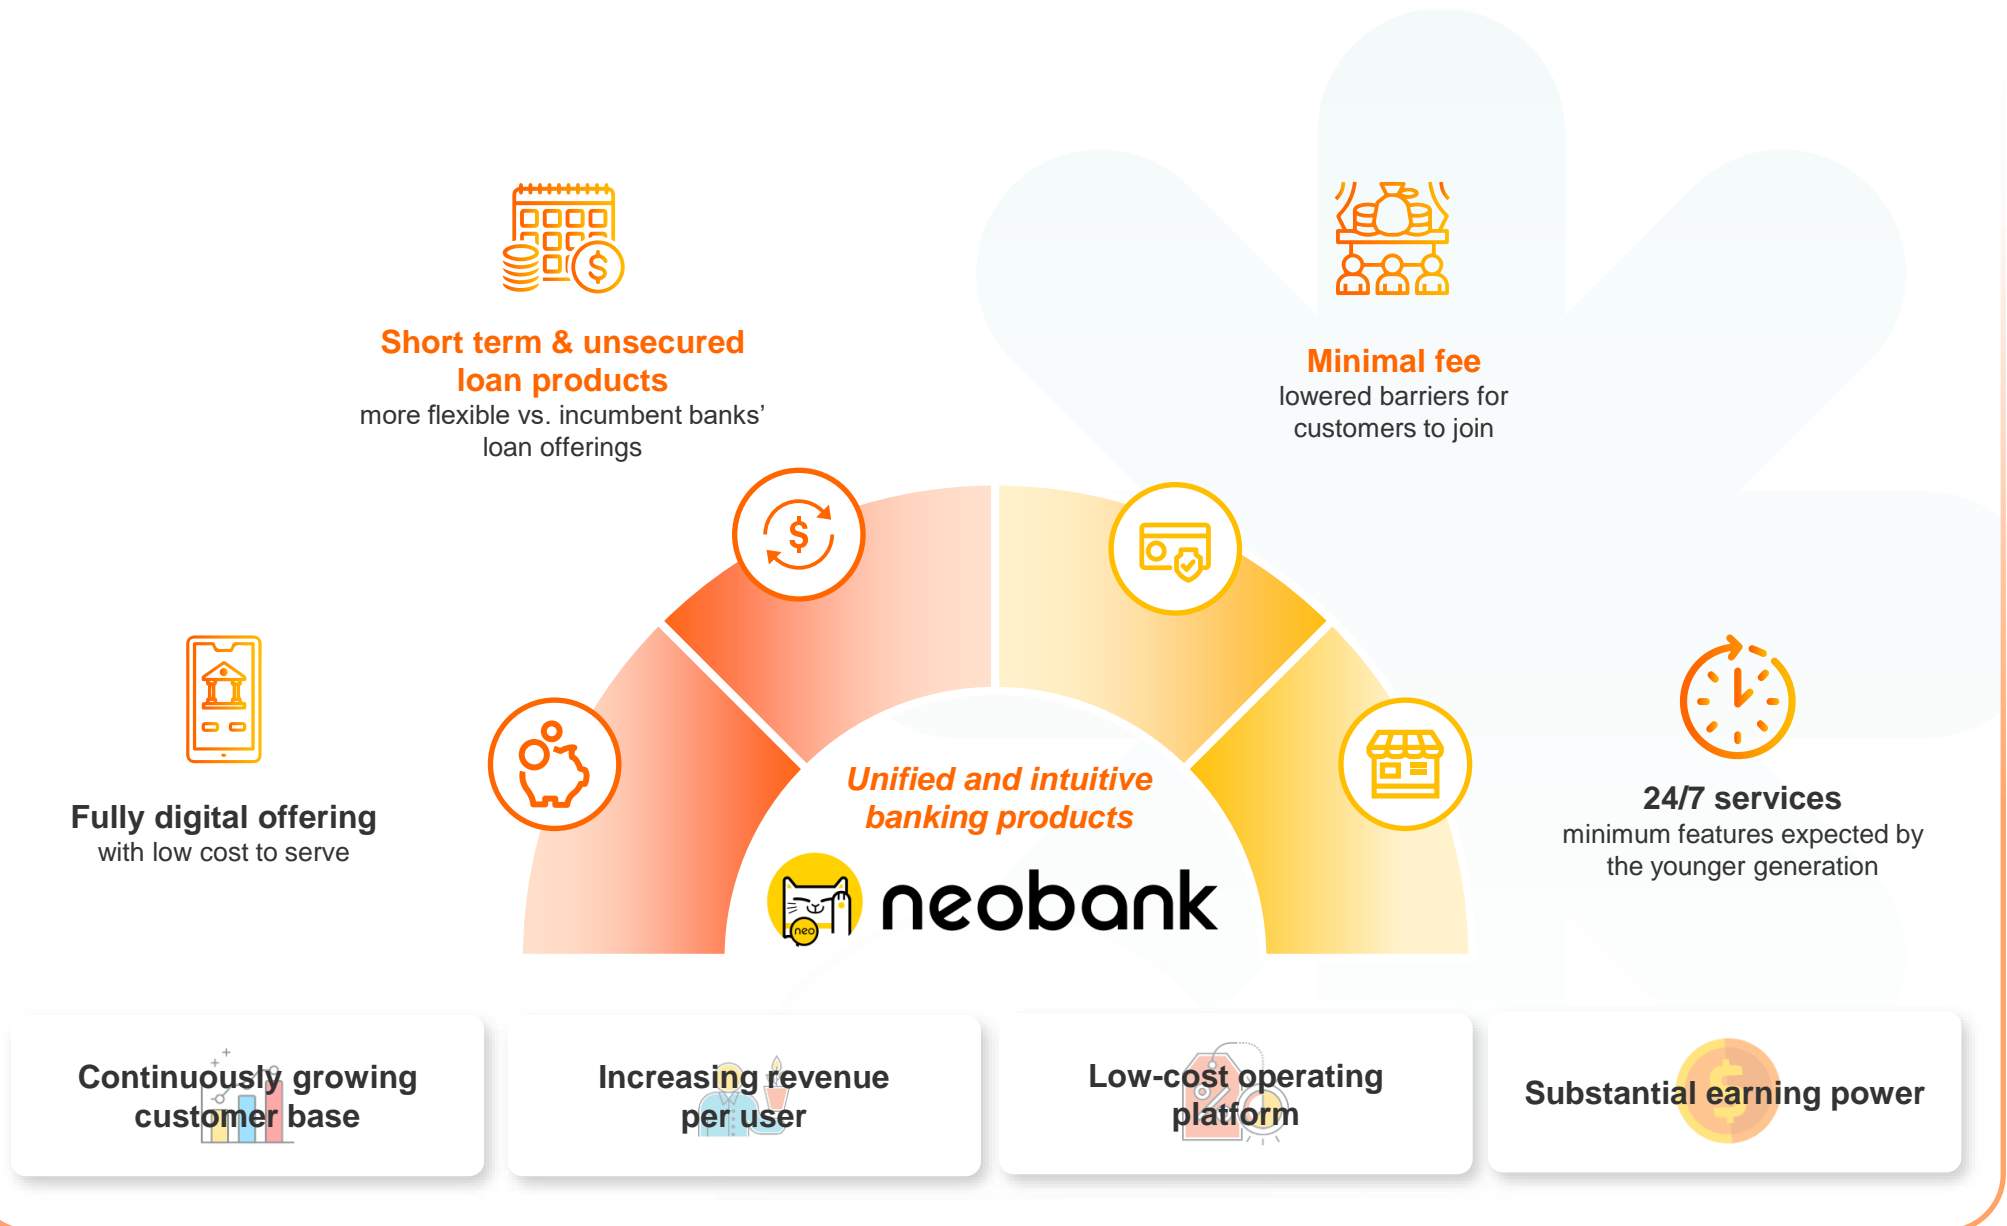 Short term & unsecured
loan products
more flexible vs. incumbent banks’
loan offerings
Minimal fee
lowered barriers for
customers to join
Fully digital offering
with low cost to serve
Unified and intuitive
banking products
neo
neobank
24/7 services
minimum features expected by
the younger generation
Continuously growing
customer base
Increasing revenue
per user
Low-cost operating
platform
Substantial earning power